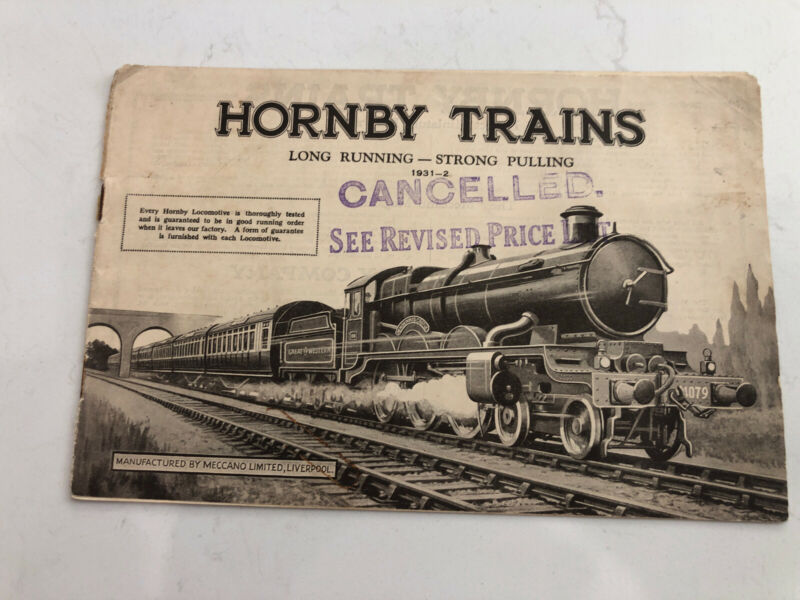 HORNBY TRAINS
LONG RUNNING — STRONG PULLING
1931-2
CANCELLED.
SEE REVISED PRICE LIST!
Every Hornby Locomotive is thoroughly tested
and is guaranteed to be in good running order
when it leaves our factory. A form of guarantee
is furnished with each Locomotive.
GREAT WESTERN
4079
MANUFACTURED BY MECCANO LIMITED, LIVERPOOL.